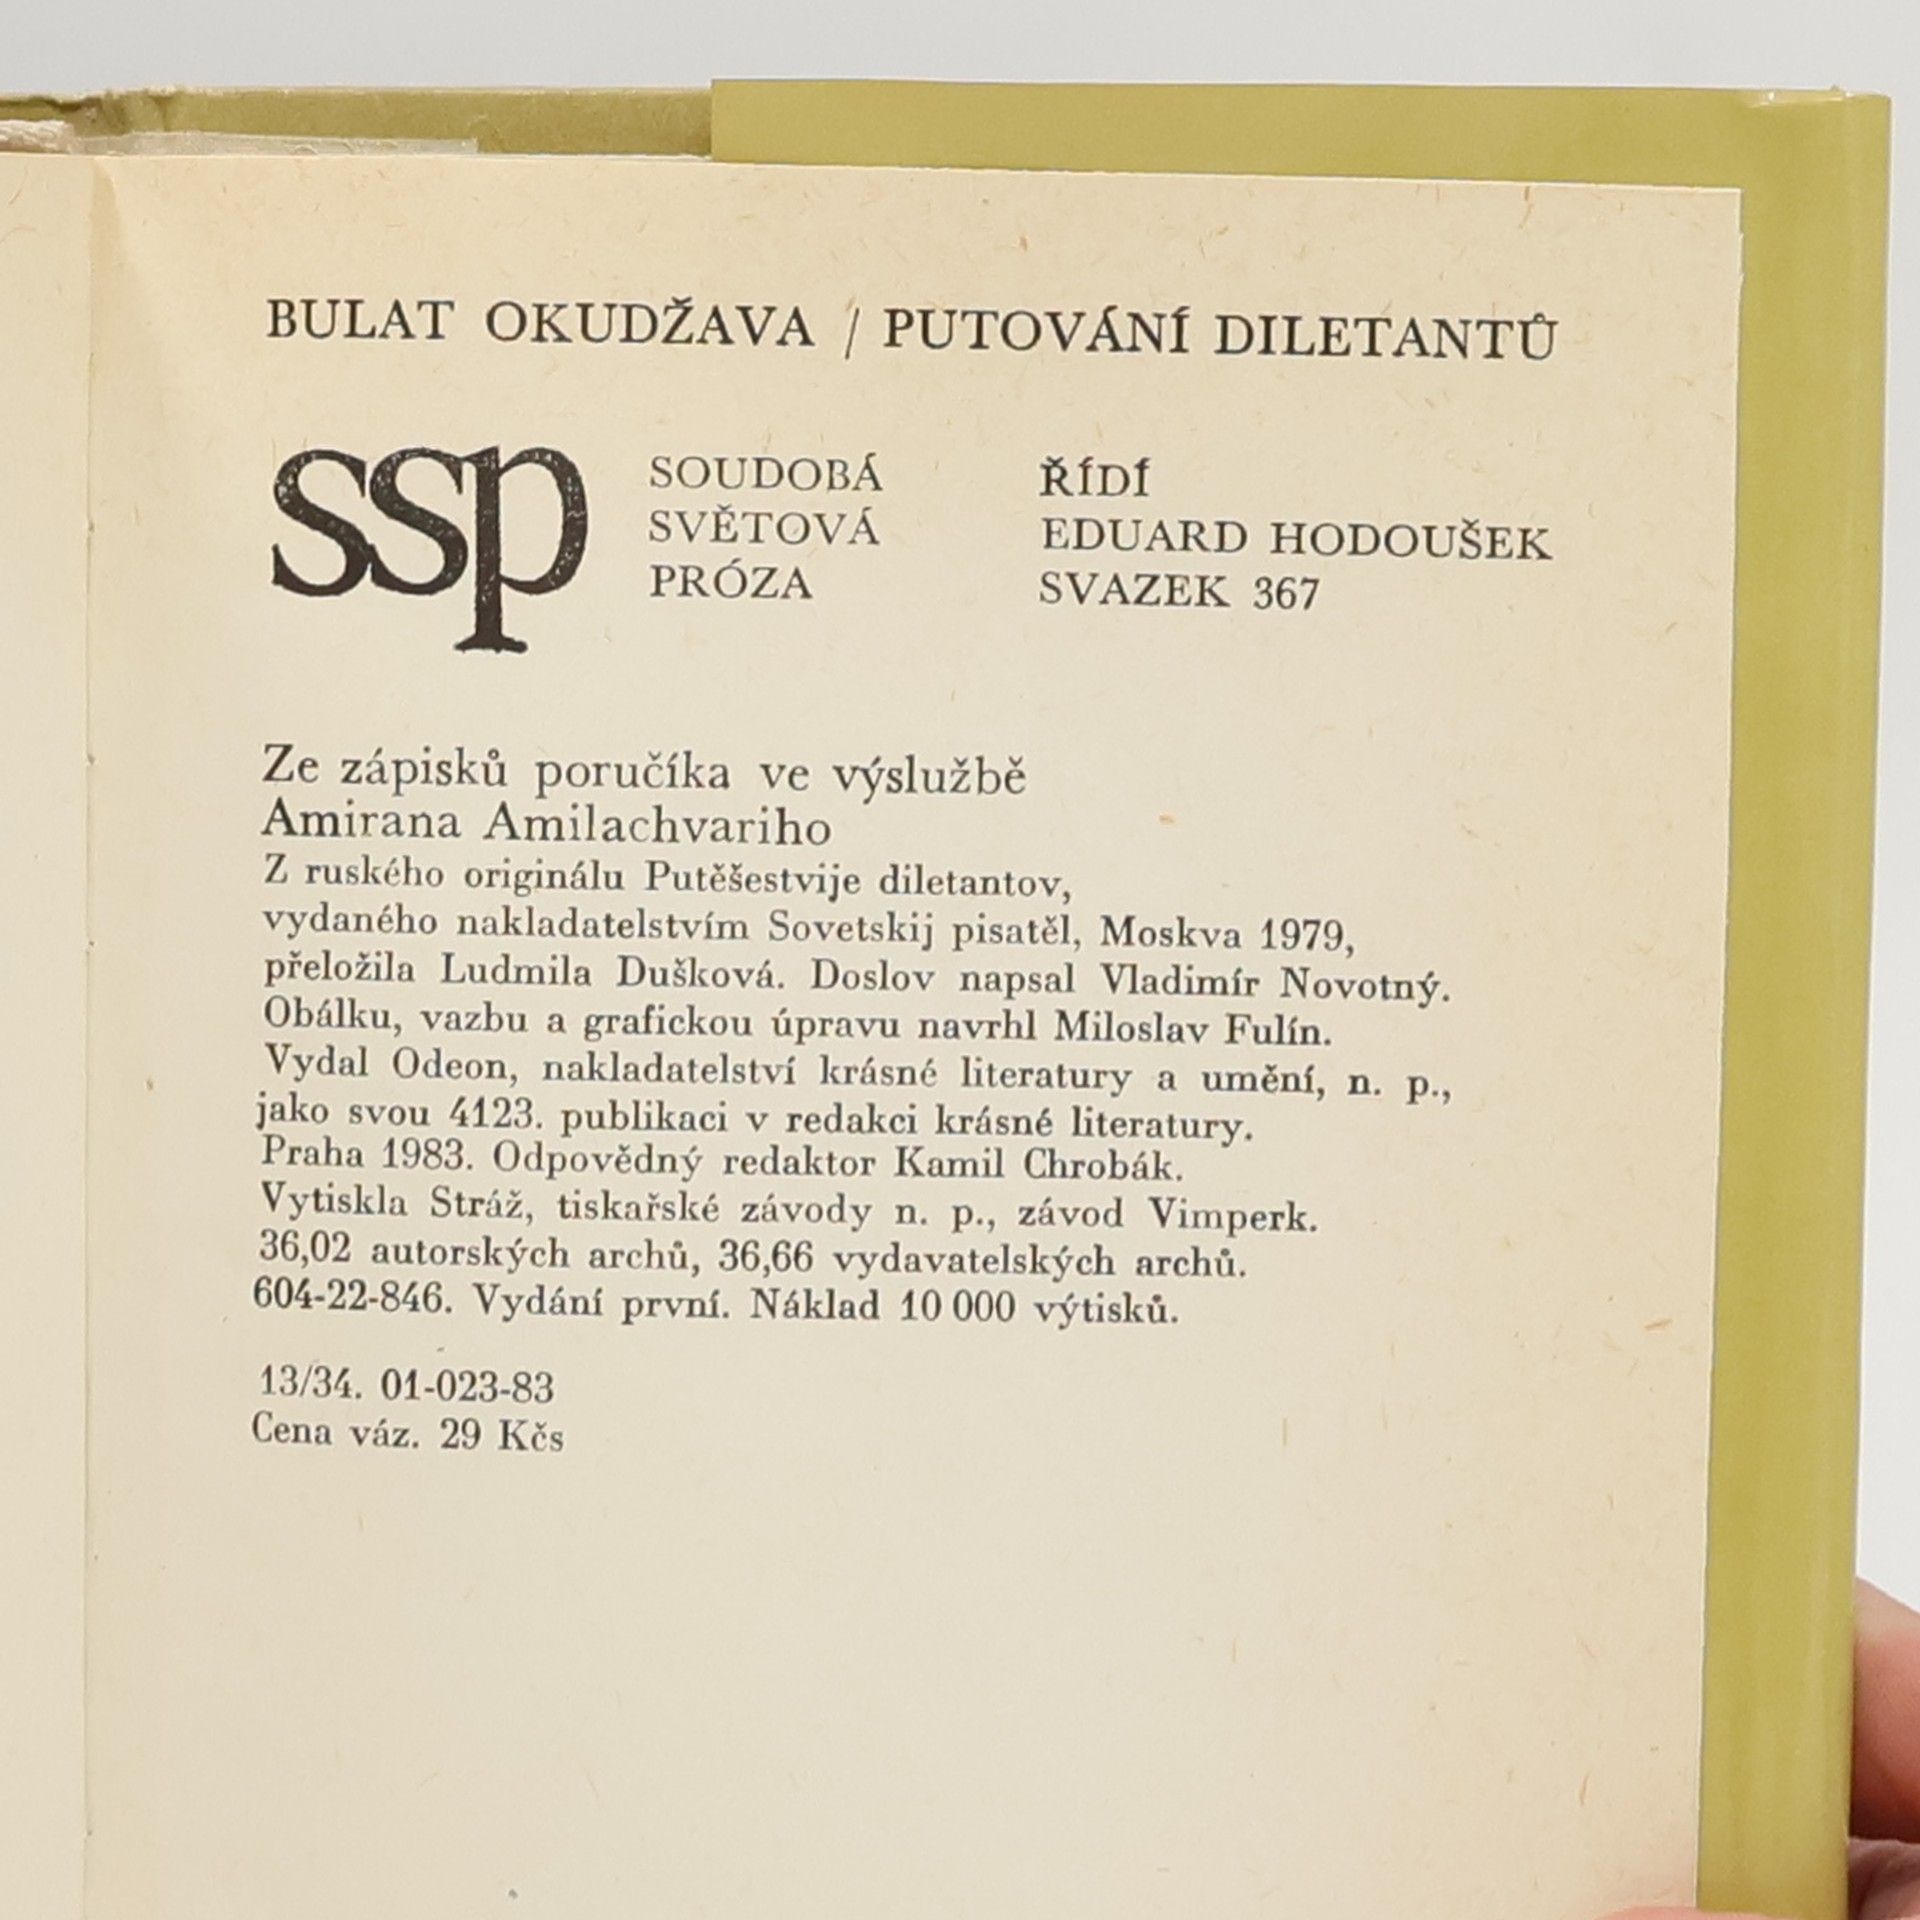 BULAT OKUDŽAVA / PUTOVÁNÍ DILETANTŮ
ssp
SOUDOBÁ
SVĚTOVÁ
PRÓZA
ŘÍDÍ
EDUARD HODOUŠEK
SVAZEK 367
Ze zápisků poručíka ve výslužbě
Amirana Amilachvariho
Z ruského originálu Putěšestvije diletantov,
vydaného nakladatelstvím Sovetskij pisatěl, Moskva 1979,
přeložila Ludmila Dušková. Doslov napsal Vladimír Novotný.
Obálku, vazbu a grafickou úpravu navrhl Miloslav Fulín.
Vydal Odeon, nakladatelství krásné literatury a umění, n. p.,
jako svou 4123. publikaci v redakci krásné literatury.
Praha 1983. Odpovědný redaktor Kamil Chrobák.
Vytiskla Stráž, tiskařské závody n. p., závod Vimperk.
36,02 autorských archů, 36,66 vydavatelských archů.
604-22-846. Vydání první. Náklad 10 000 výtisků.
13/34. 01-023-83
Cena váz. 29 Kčs